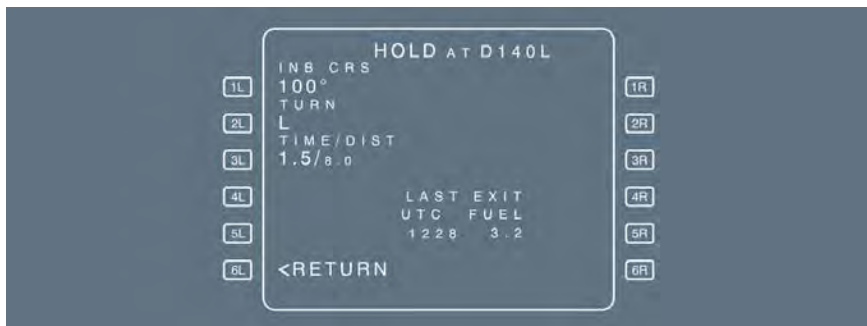 HOLD AT D140L
INB CRS
1L 100° 1R
TURN
2L L 2R
TIME/DIST
3L 1.5/8.0 3R
4L LAST EXIT 4R
UTC FUEL
5L 1228 3.2 5R
6L <RETURN 6R